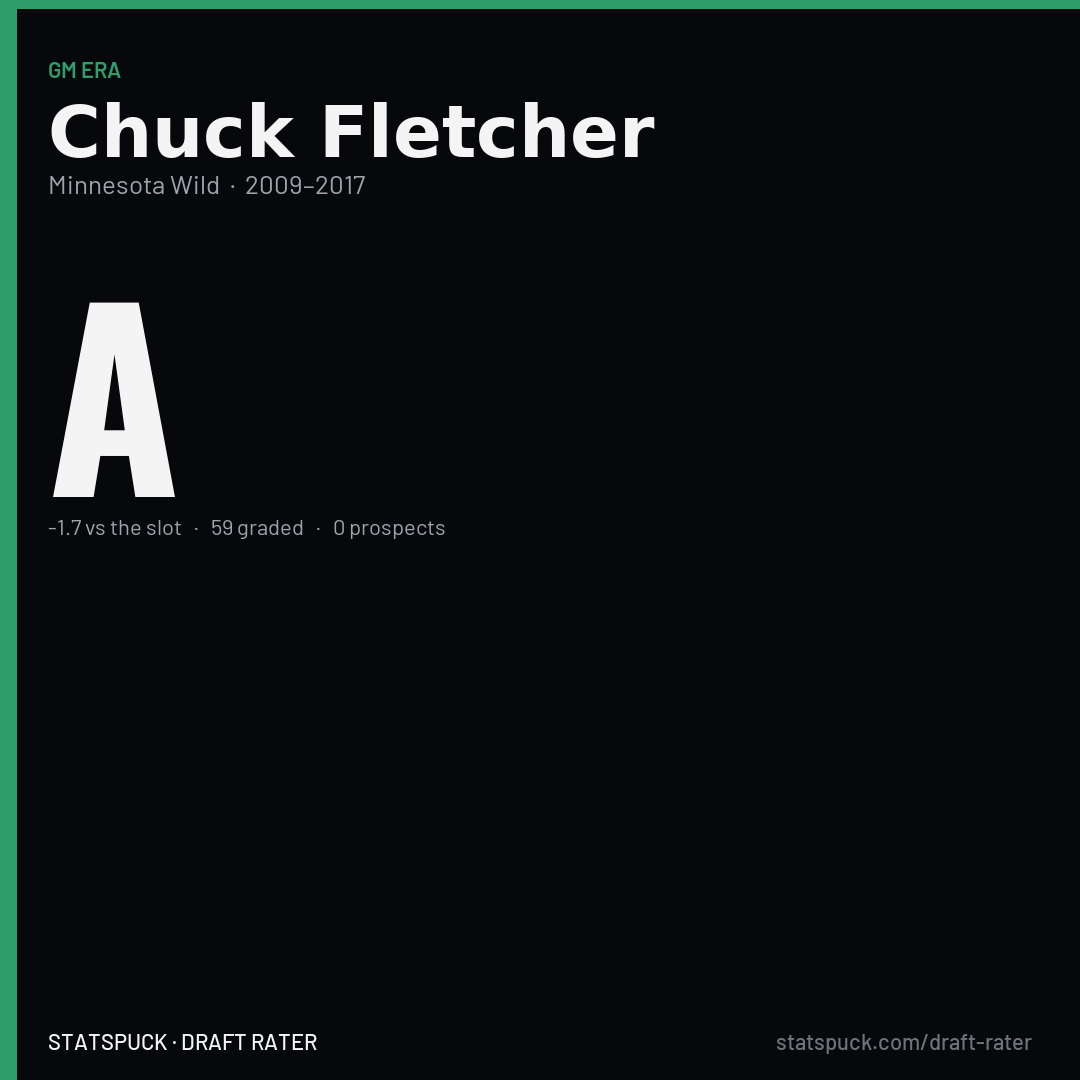 GM ERA
Chuck Fletcher
Minnesota Wild · 2009–2017
A
-1.7 vs the slot · 59 graded · 0 prospects
STATSPUCK · DRAFT RATER
statspuck.com/draft-rater